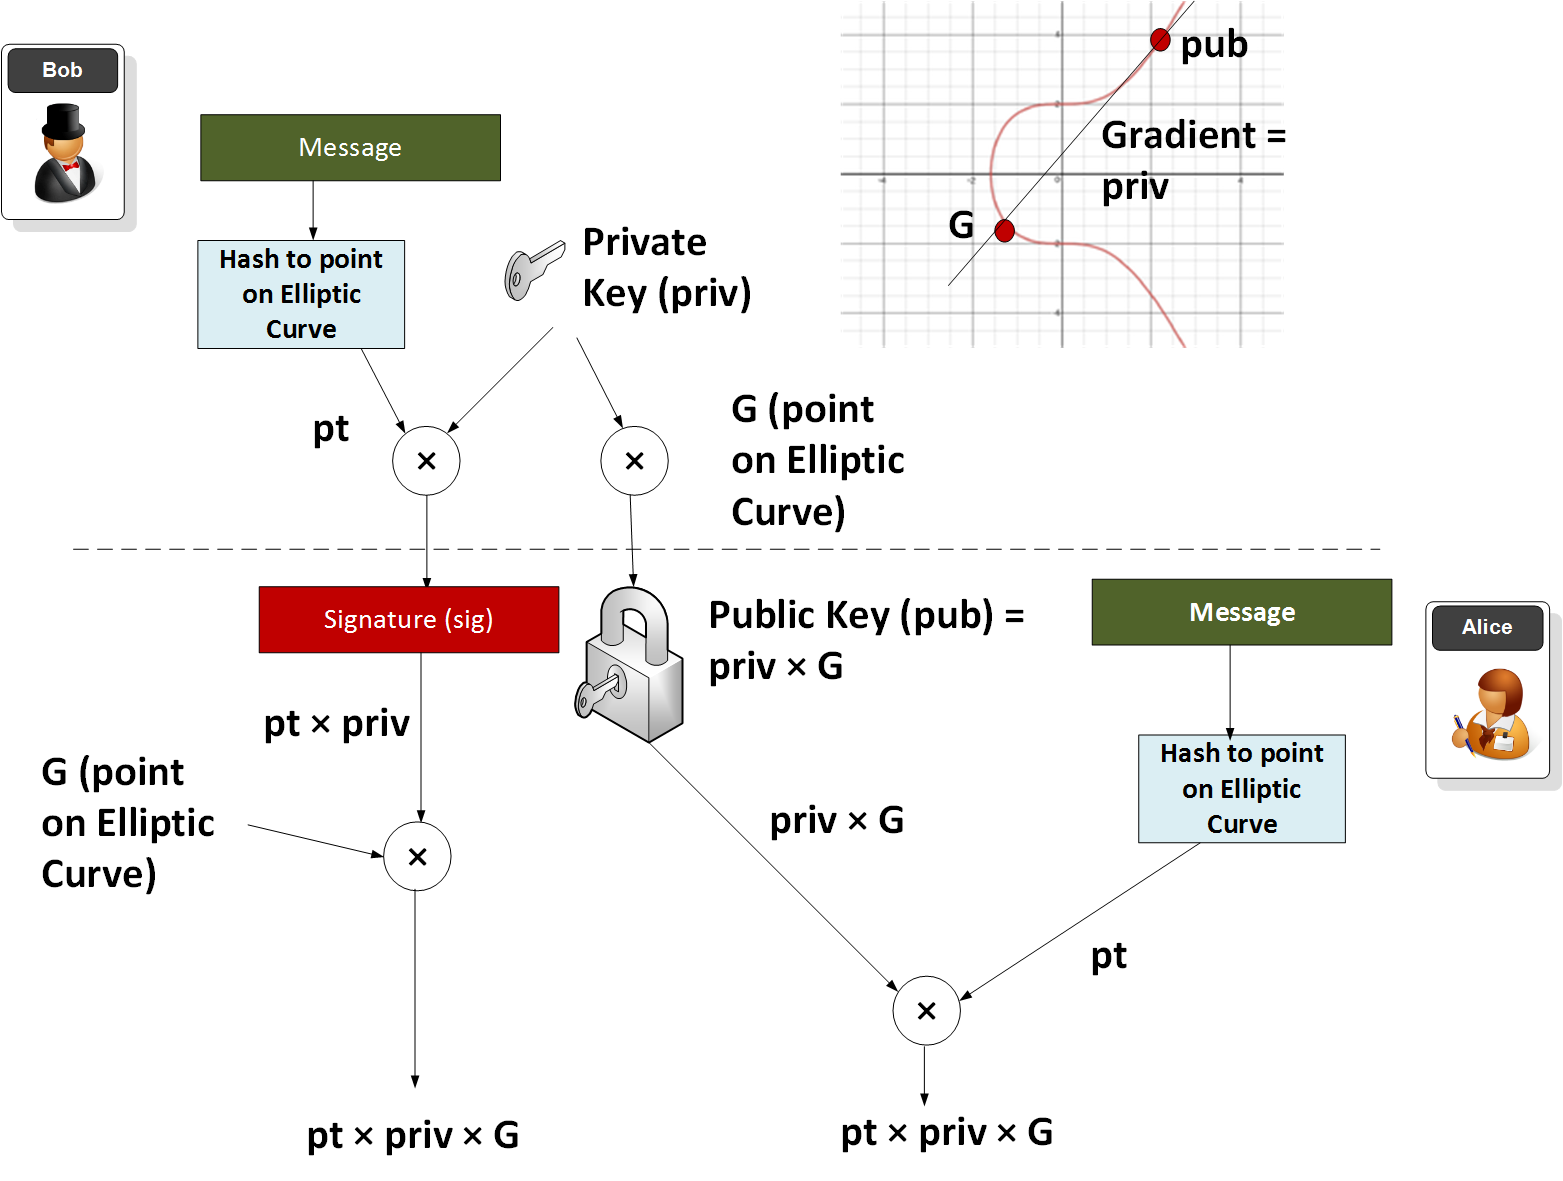 Bob
Message
Hash to point
on Elliptic
Curve
Private
Key (priv)
pub
Gradient =
priv
G
pt
×
×
G (point
on Elliptic
Curve)
Signature (sig)
Public Key (pub) =
priv × G
Message
Alice
pt × priv
Hash to point
on Elliptic
Curve
G (point
on Elliptic
Curve)
×
priv × G
pt
×
pt × priv × G
pt × priv × G